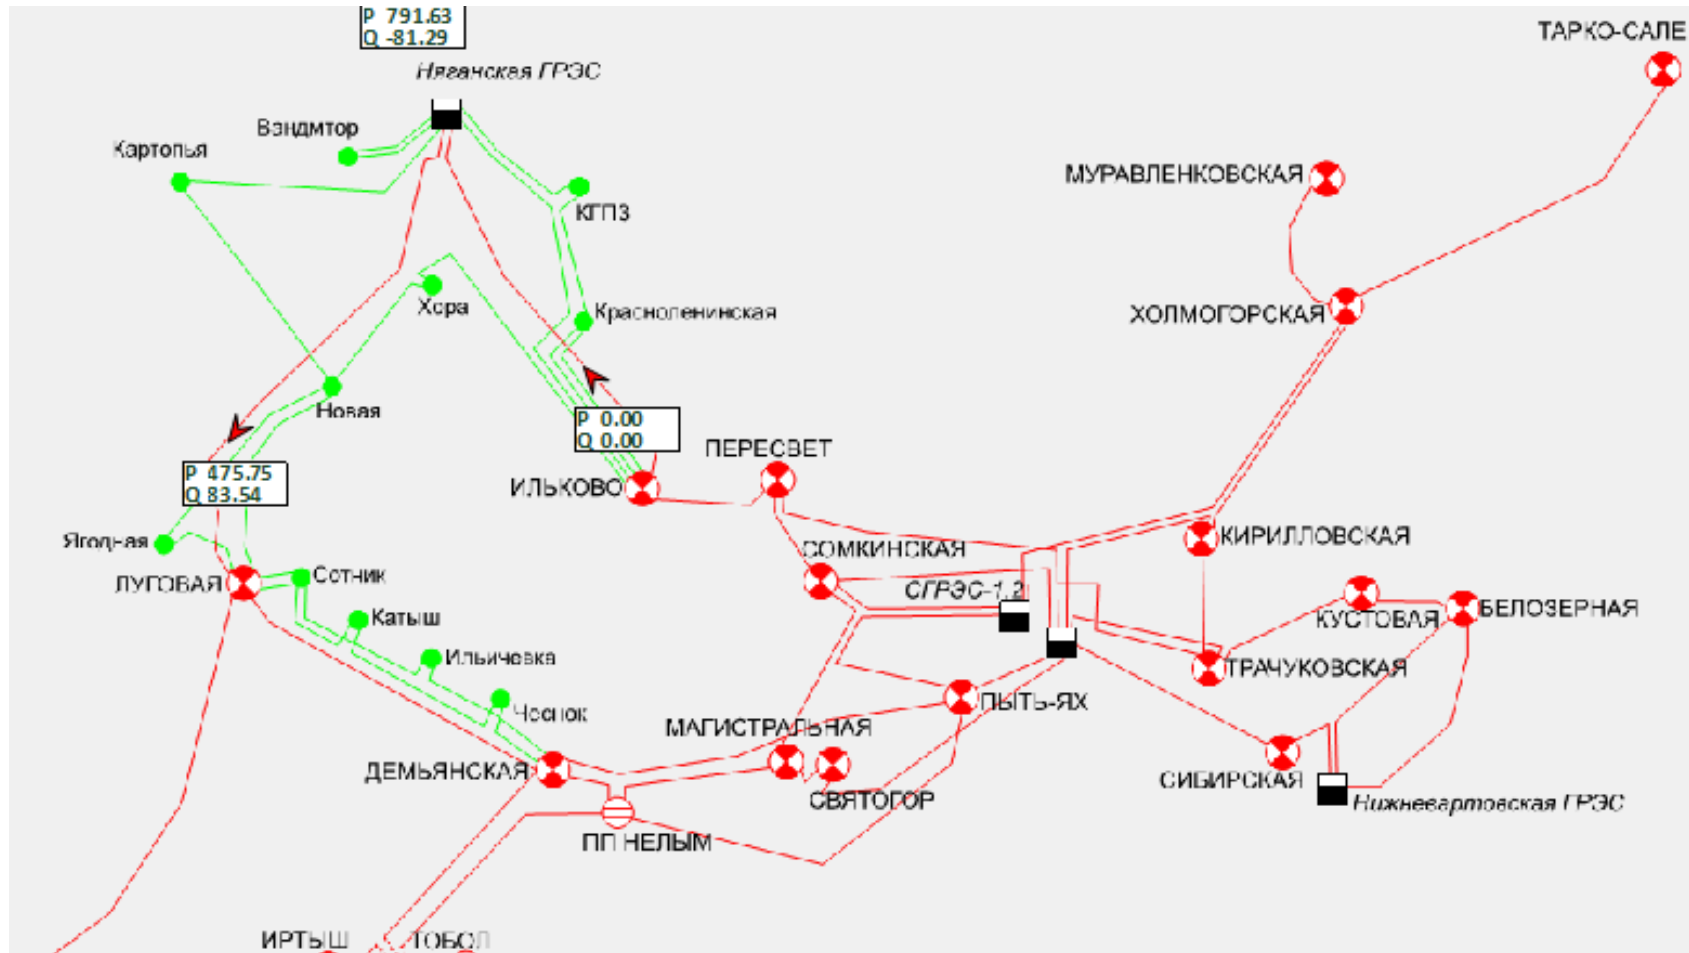 P 791.63
Q -81.29
ТАРКО-САЛЕ
Няганская ГРЭС
Вэндмтор
Картопья
МУРАВЛЕНКОВСКАЯ
КГПЗ
Хора
Красноленинская
ХОЛМОГОРСКАЯ
Новая
P 0.00
Q 0.00
ПЕРЕСВЕТ
P 475.75
Q 83.54
ИЛЬКОВО
Ягодная
СОМКИНСКАЯ
КИРИЛЛОВСКАЯ
ЛУГОВАЯ
Сотник
СГРЭС-1,2
Катыш
КУСТОВАЯ
БЕЛОЗЕРНАЯ
Ильичевка
ТРАЧУКОВСКАЯ
Чеснок
ПЫТЬ-ЯХ
МАГИСТРАЛЬНАЯ
ДЕМЬЯНСКАЯ
СВЯТОГОР
СИБИРСКАЯ
Нижневартовская ГРЭС
ПП НЕЛЫМ
ИРТЫШ
ТОБОЛ